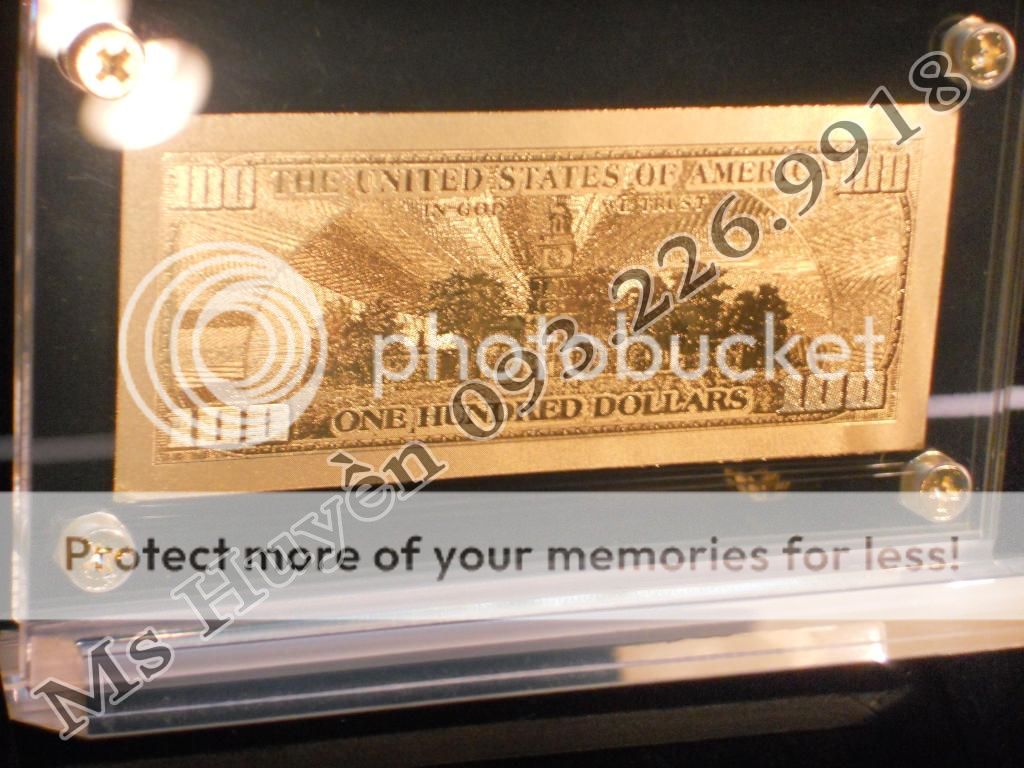 100 THE UNITED STATES OF AMERICA 100
IN GOD WE TRUST
photobucket
100 ONE HUNDRED DOLLARS 100
Protect more of your memories for less!
Ms Huyền 093.226.9918